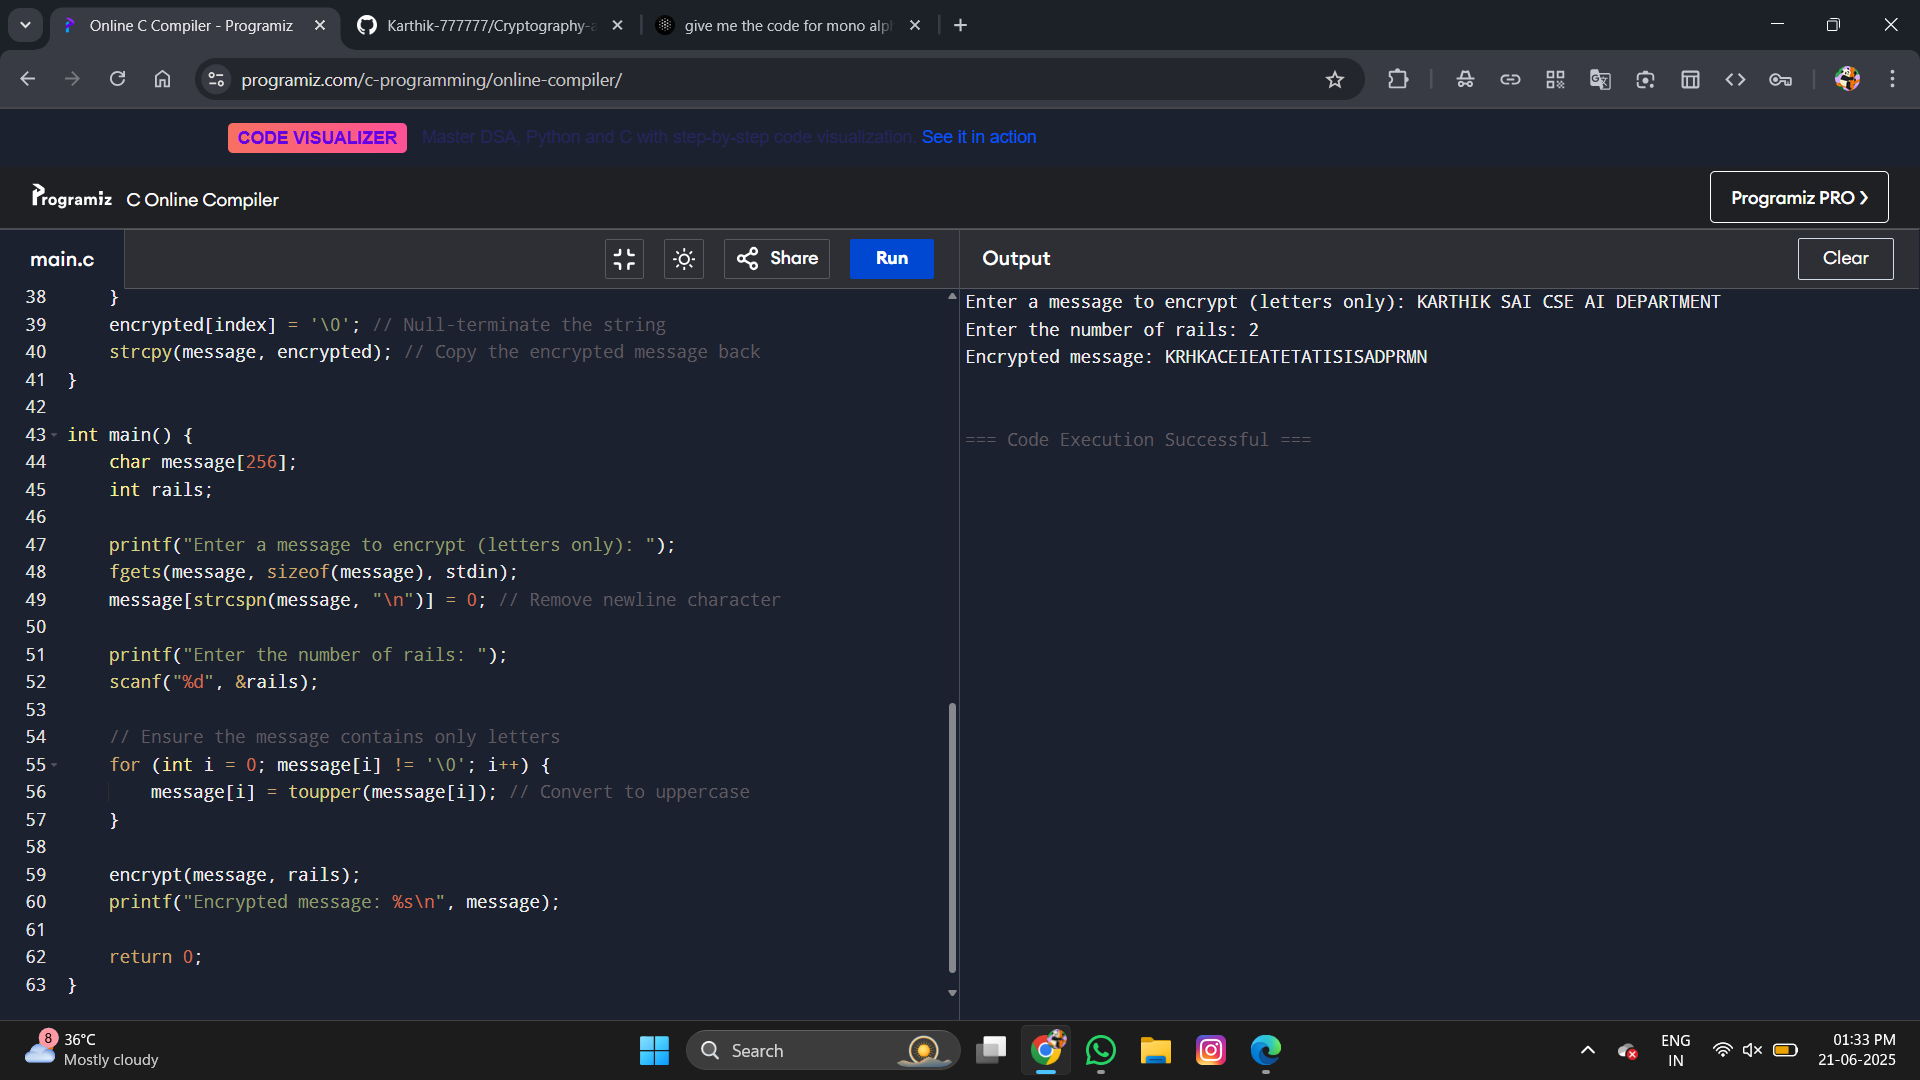 Online C Compiler - Programiz
Karthik-777777/Cryptography-a
give me the code for mono alp
programiz.com/c-programming/online-compiler/
CODE VISUALIZER Master DSA, Python and C with step-by-step code visualization. See it in action
Programiz C Online Compiler
Programiz PRO ❯
main.c
Share
Run
Output
Clear
38     }
39     encrypted[index] = '\0'; // Null-terminate the string
40     strcpy(message, encrypted); // Copy the encrypted message back
41 }
42
43 int main() {
44     char message[256];
45     int rails;
46
47     printf("Enter a message to encrypt (letters only): ");
48     fgets(message, sizeof(message), stdin);
49     message[strcspn(message, "\n")] = 0; // Remove newline character
50
51     printf("Enter the number of rails: ");
52     scanf("%d", &rails);
53
54     // Ensure the message contains only letters
55     for (int i = 0; message[i] != '\0'; i++) {
56         message[i] = toupper(message[i]); // Convert to uppercase
57     }
58
59     encrypt(message, rails);
60     printf("Encrypted message: %s\n", message);
61
62     return 0;
63 }
Enter a message to encrypt (letters only): KARTHIK SAI CSE AI DEPARTMENT
Enter the number of rails: 2
Encrypted message: KRHKACEIEATETATISISADPRMN
=== Code Execution Successful ===
8
36°C
Mostly cloudy
Search
ENG
IN
01:33 PM
21-06-2025